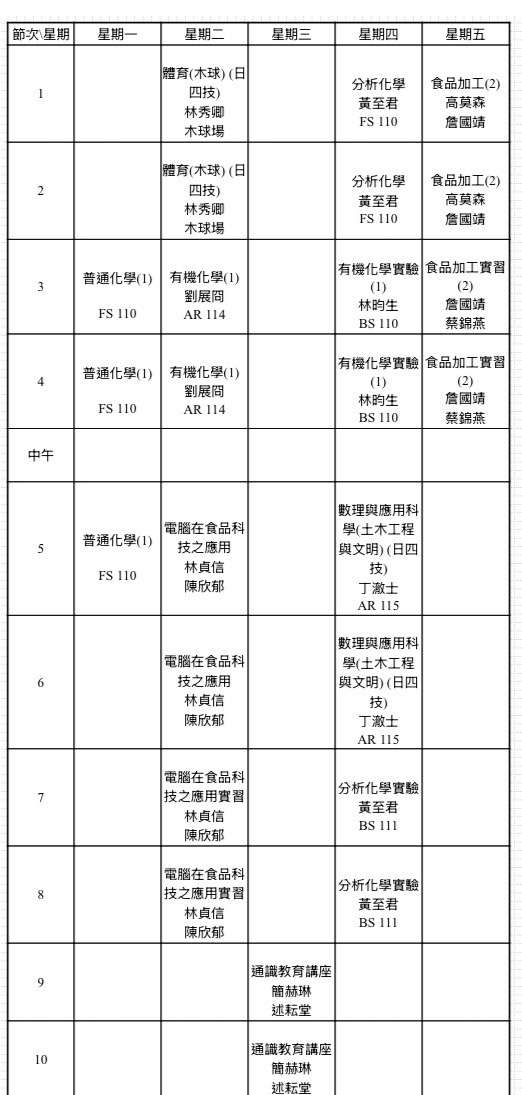 節次\星期 星期一 星期二 星期三 星期四 星期五
1
體育(木球) (日
四技)
林秀卿
木球場
分析化學
黃至君
FS 110
食品加工(2)
高莫森
詹國靖
2
體育(木球) (日
四技)
林秀卿
木球場
分析化學
黃至君
FS 110
食品加工(2)
高莫森
詹國靖
3
普通化學(1)
FS 110
有機化學(1)
劉展冏
AR 114
有機化學實驗
(1)
林昀生
BS 110
食品加工實習
(2)
詹國靖
蔡錦燕
4
普通化學(1)
FS 110
有機化學(1)
劉展冏
AR 114
有機化學實驗
(1)
林昀生
BS 110
食品加工實習
(2)
詹國靖
蔡錦燕
中午
5
普通化學(1)
FS 110
電腦在食品科
技之應用
林貞信
陳欣郁
數理與應用科
學(土木工程
與文明) (日四
技)
丁澈士
AR 115
6
電腦在食品科
技之應用
林貞信
陳欣郁
數理與應用科
學(土木工程
與文明) (日四
技)
丁澈士
AR 115
7
電腦在食品科
技之應用實習
林貞信
陳欣郁
分析化學實驗
黃至君
BS 111
8
電腦在食品科
技之應用實習
林貞信
陳欣郁
分析化學實驗
黃至君
BS 111
9
通識教育講座
簡赫琳
述耘堂
10
通識教育講座
簡赫琳
述耘堂